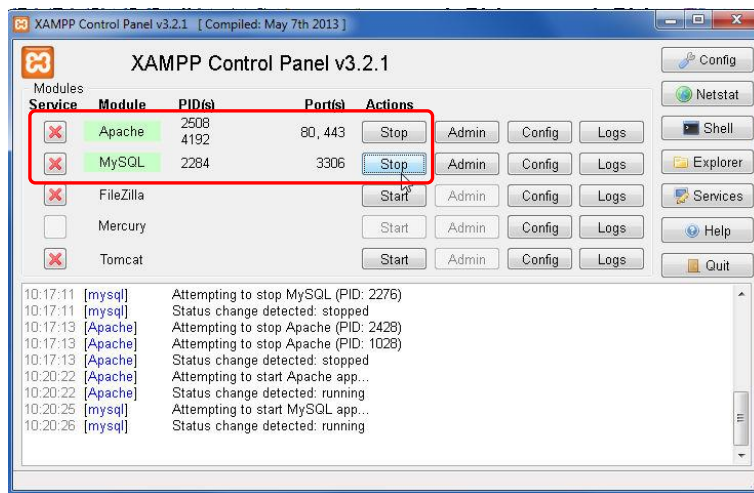 XAMPP Control Panel v3.2.1 [ Compiled: May 7th 2013 ]
XAMPP Control Panel v3.2.1
Config
Modules
Service Module PID(s) Port(s) Actions
Netstat
Apache 2508 4192 80, 443 Stop Admin Config Logs
Shell
MySQL 2284 3306 Stop Admin Config Logs
Explorer
FileZilla Start Admin Config Logs
Services
Mercury Start Admin Config Logs
Help
Tomcat Start Admin Config Logs
Quit
10:17:11 [mysql] Attempting to stop MySQL (PID: 2276)
10:17:11 [mysql] Status change detected: stopped
10:17:13 [Apache] Attempting to stop Apache (PID: 2428)
10:17:13 [Apache] Attempting to stop Apache (PID: 1028)
10:17:13 [Apache] Status change detected: stopped
10:20:22 [Apache] Attempting to start Apache app...
10:20:22 [Apache] Status change detected: running
10:20:25 [mysql] Attempting to start MySQL app...
10:20:26 [mysql] Status change detected: running